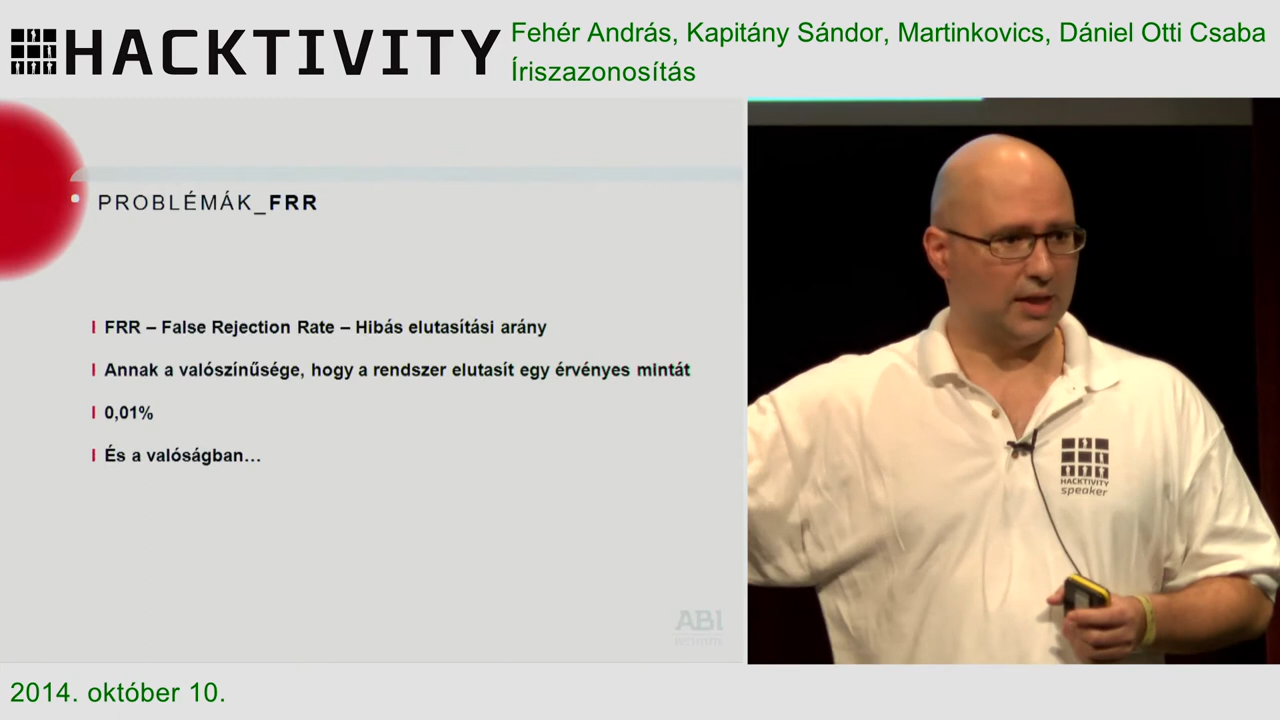 HACKTIVITY
Fehér András, Kapitány Sándor, Martinkovics, Dániel Otti Csaba
Íriszazonosítás
PROBLÉMÁK_FRR
FRR – False Rejection Rate – Hibás elutasítási arány
Annak a valószínűsége, hogy a rendszer elutasít egy érvényes mintát
0,01%
És a valóságban...
HACKTIVITY
speaker
ABI
2014. október 10.